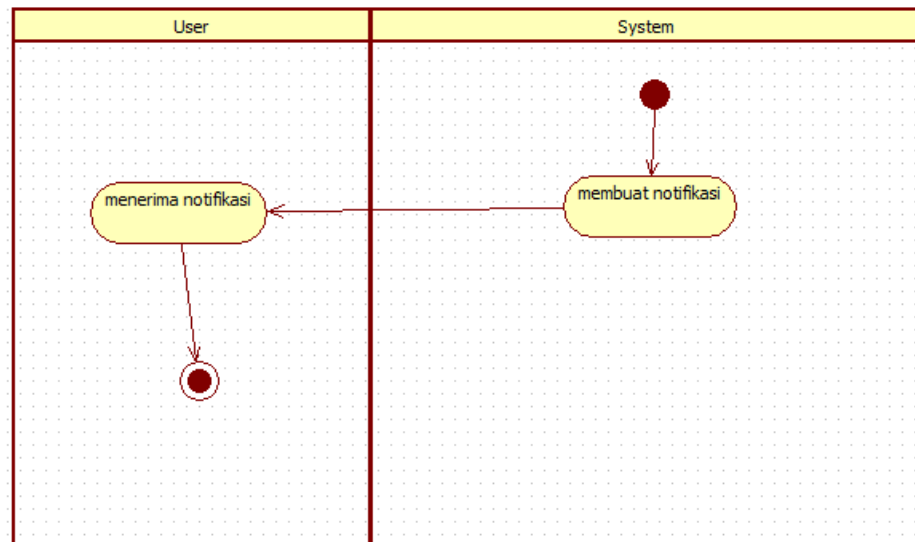 User
System
menerima notifikasi
membuat notifikasi